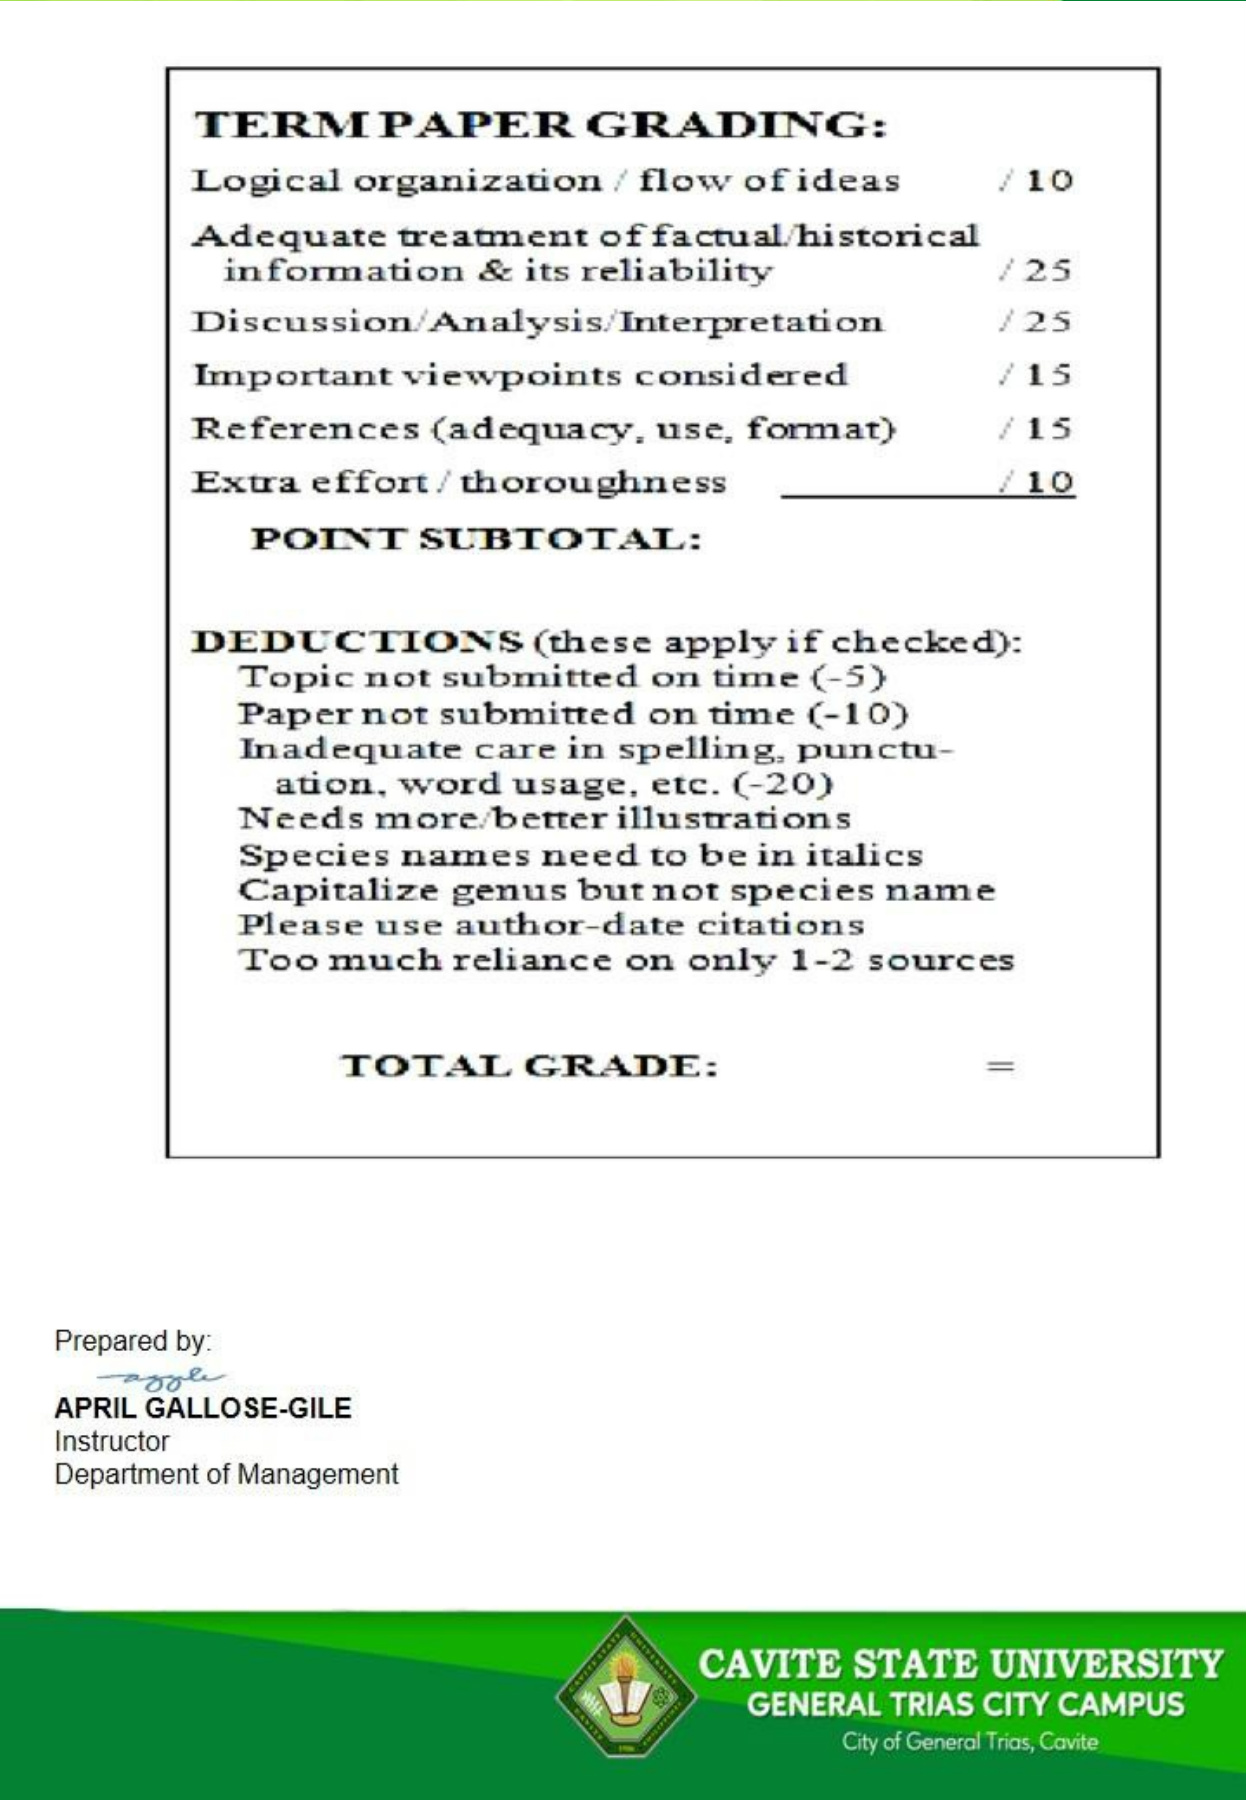 TERM PAPER GRADING:
Logical organization / flow of ideas / 10
Adequate treatment of factual/historical
information & its reliability / 25
Discussion/Analysis/Interpretation / 25
Important viewpoints considered / 15
References (adequacy, use, format) / 15
Extra effort / thoroughness / 10
POINT SUBTOTAL:
DEDUCTIONS (these apply if checked):
Topic not submitted on time (-5)
Paper not submitted on time (-10)
Inadequate care in spelling, punctu-
ation, word usage, etc. (-20)
Needs more/better illustrations
Species names need to be in italics
Capitalize genus but not species name
Please use author-date citations
Too much reliance on only 1-2 sources
TOTAL GRADE: =
Prepared by:
APRIL GALLOSE-GILE
Instructor
Department of Management
CAVITE STATE UNIVERSITY
GENERAL TRIAS CITY CAMPUS
City of General Trias, Cavite